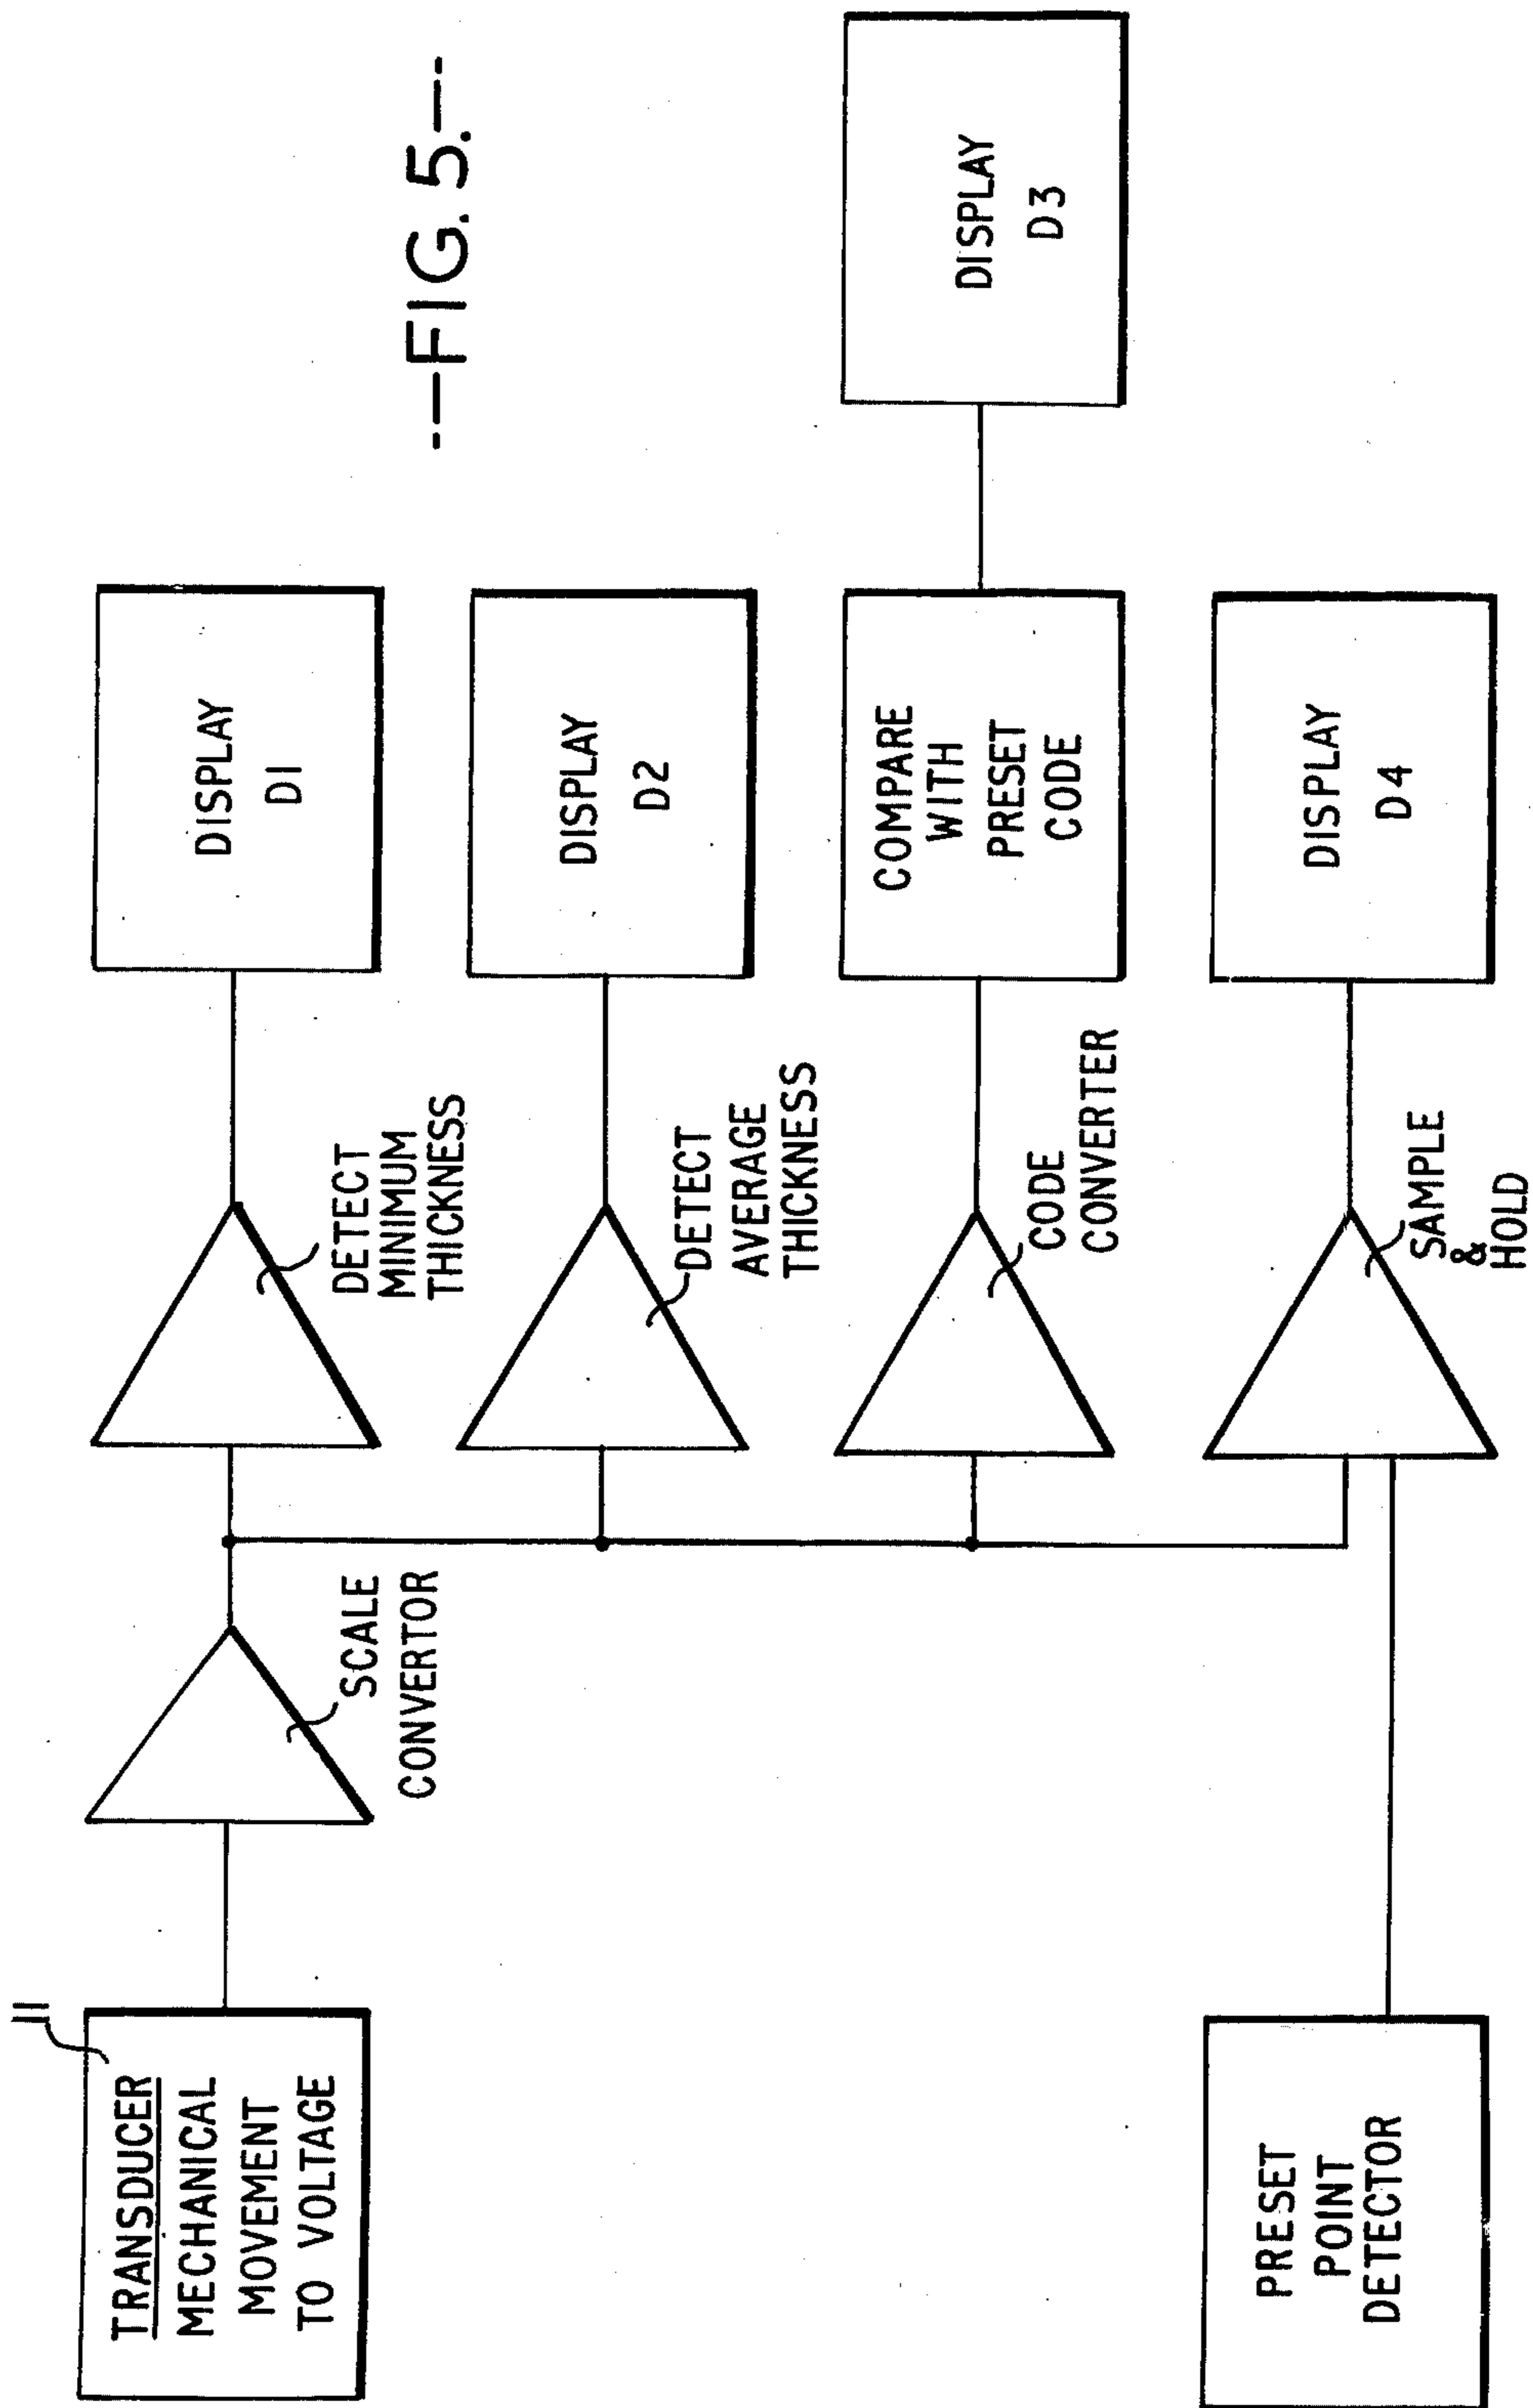 ---FIG. 5.---
11
TRANSDUCER
MECHANICAL
MOVEMENT
TO VOLTAGE
SCALE
CONVERTOR
DETECT
MINIMUM
THICKNESS
DISPLAY
D1
DETECT
AVERAGE
THICKNESS
DISPLAY
D2
CODE
CONVERTER
COMPARE
WITH
PRESET
CODE
DISPLAY
D3
PRESET
POINT
DETECTOR
SAMPLE
&
HOLD
DISPLAY
D4